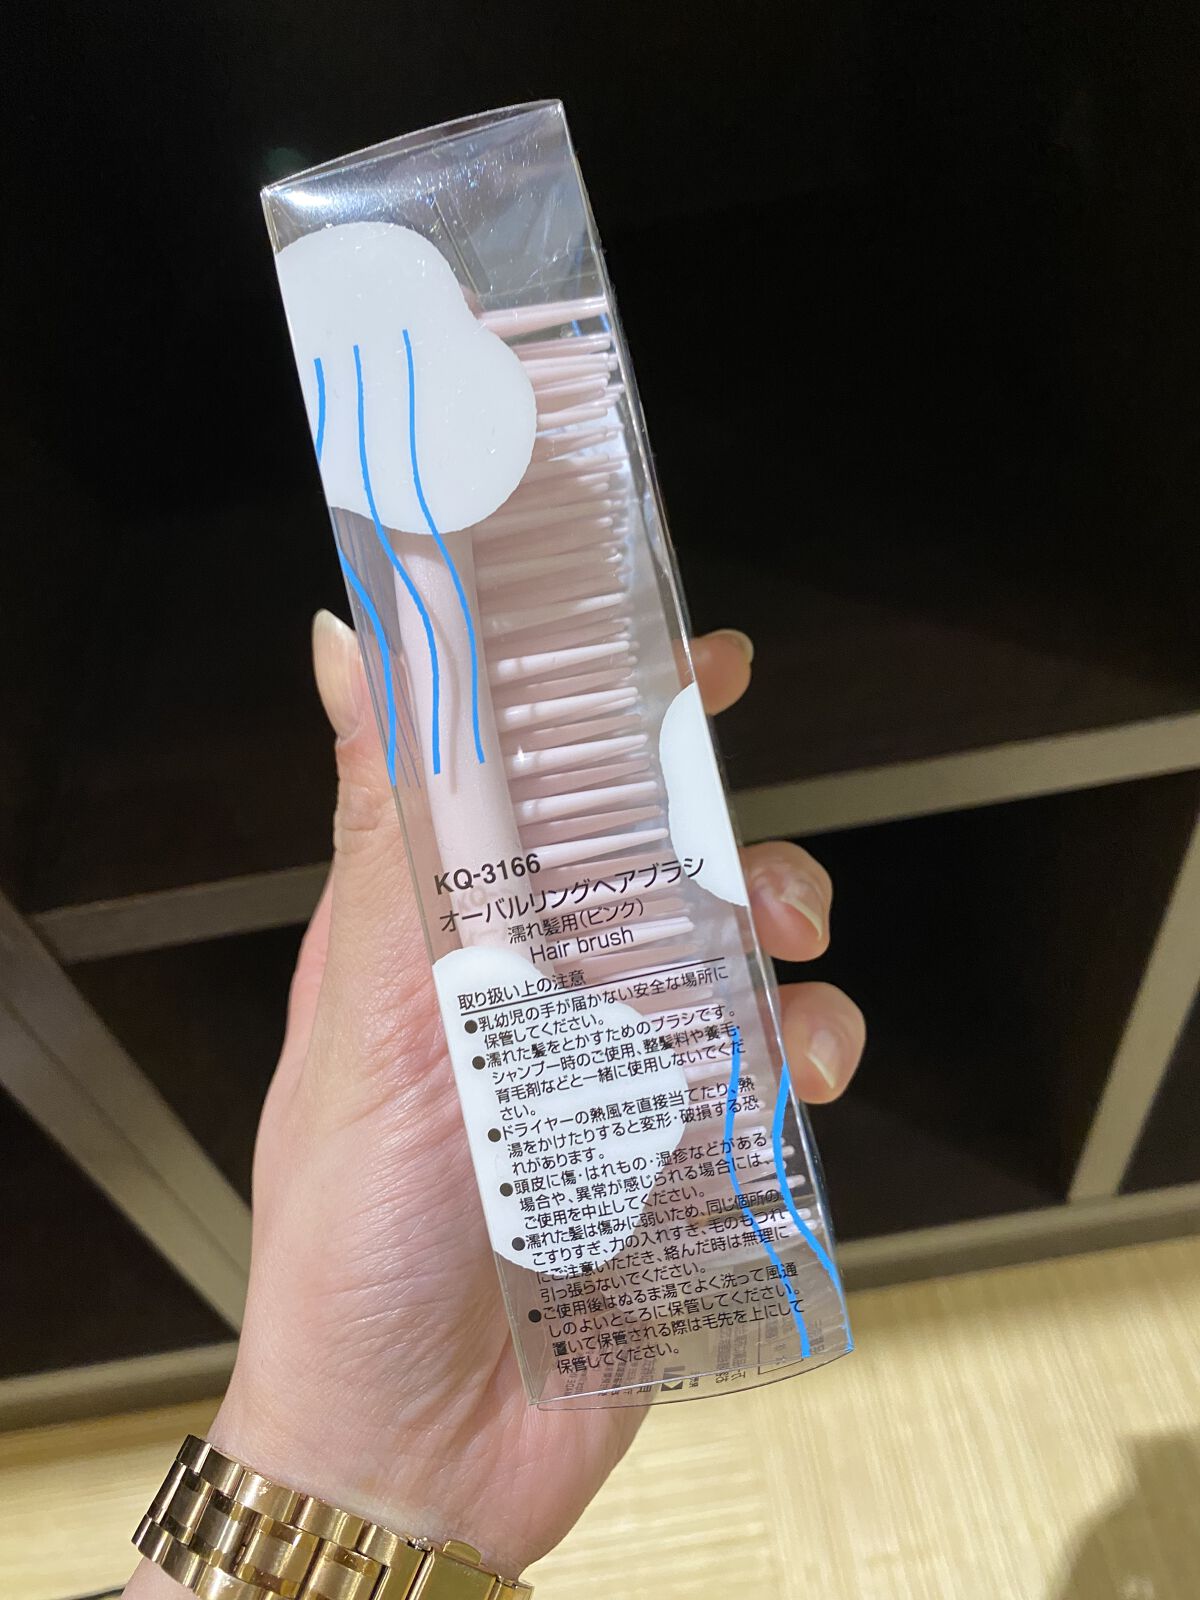 KQ-3166
オーバルリングヘアブラシ
濡れ髪用(ピンク)
Hair brush
取り扱い上の注意
●乳幼児の手が届かない安全な場所に
保管してください。
●濡れた髪をとかすためのブラシです。
シャンプー時のご使用、整髪料や養毛・
育毛剤などと一緒に使用しないでくだ
さい。
●ドライヤーの熱風を直接当てたり、熱
湯をかけたりすると変形・破損する恐
れがあります。
●頭皮に傷・はれもの・湿疹などがある
場合や、異常が感じられる場合には、
ご使用を中止してください。
●濡れた髪は傷みに弱いため、同じ個所の
こすりすぎ、力の入れすぎ、毛のもつれ
にご注意いただき、絡んだ時は無理に
引っ張らないでください。
●ご使用後はぬるま湯でよく洗って風通
しのよいところに保管してください。
置いて保管される際は毛先を上にして
保管してください。